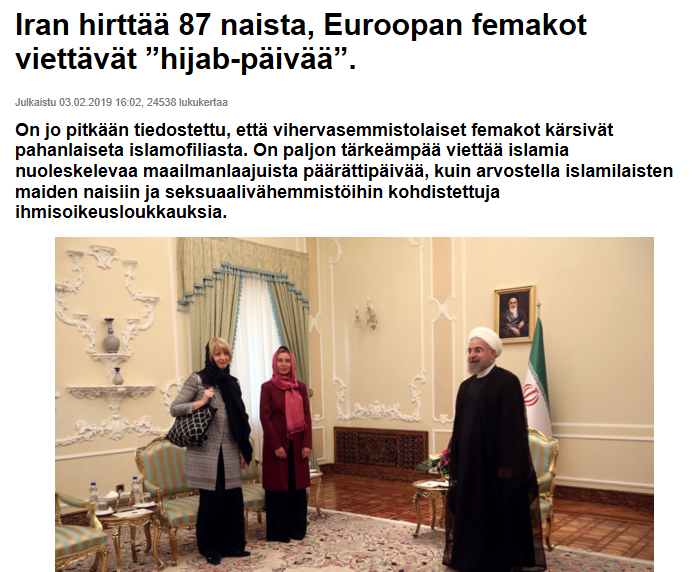 Iran hirttää 87 naista, Euroopan femakot
viettävät ”hijab-päivää”.
Julkaistu 03.02.2019 16:02, 24538 lukukertaa
On jo pitkään tiedostettu, että vihervasemmistolaiset femakot kärsivät
pahanlaiseta islamofiliasta. On paljon tärkeämpää viettää islamia
nuoleskelevaa maailmanlaajuista päärättipäivää, kuin arvostella islamilaisten
maiden naisiin ja seksuaalivähemmistöihin kohdistettuja
ihmisoikeusloukkauksia.